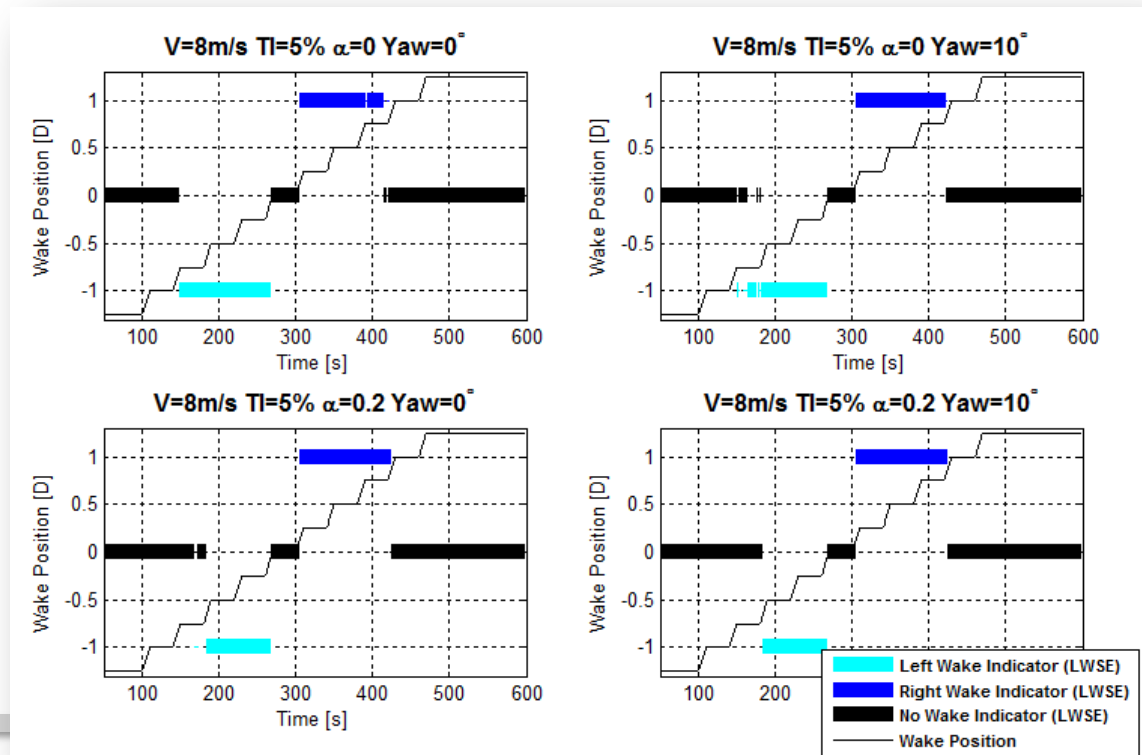 V=8m/s TI=5% α=0 Yaw=0°
Wake Position [D]
1
0.5
0
-0.5
-1
100 200 300 400 500 600
Time [s]
V=8m/s TI=5% α=0 Yaw=10°
Wake Position [D]
1
0.5
0
-0.5
-1
100 200 300 400 500 600
Time [s]
V=8m/s TI=5% α=0.2 Yaw=0°
Wake Position [D]
1
0.5
0
-0.5
-1
100 200 300 400 500 600
Time [s]
V=8m/s TI=5% α=0.2 Yaw=10°
Wake Position [D]
1
0.5
0
-0.5
-1
100 200
Time [s]
Left Wake Indicator (LWSE)
Right Wake Indicator (LWSE)
No Wake Indicator (LWSE)
Wake Position